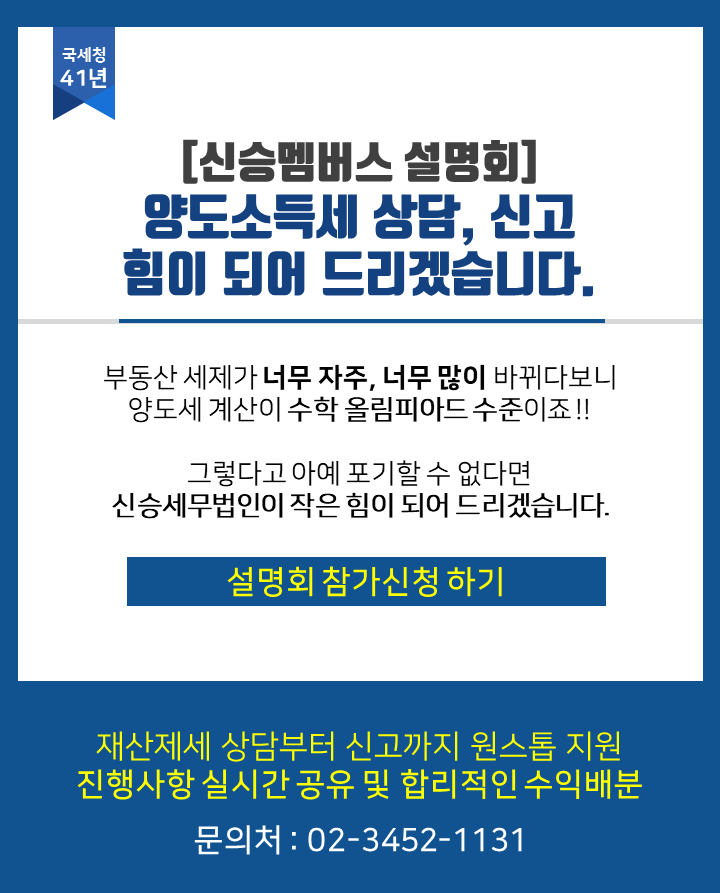 국세청
41년
[신승멤버스 설명회]
양도소득세 상담, 신고
힘이 되어 드리겠습니다.
부동산 세제가 너무 자주, 너무 많이 바뀌다보니
양도세 계산이 수학 올림피아드 수준이죠!!
그렇다고 아예 포기할 수 없다면
신승세무법인이 작은 힘이 되어 드리겠습니다.
설명회 참가신청 하기
재산제세 상담부터 신고까지 원스톱 지원
진행사항 실시간 공유 및 합리적인 수익배분
문의처 : 02-3452-1131